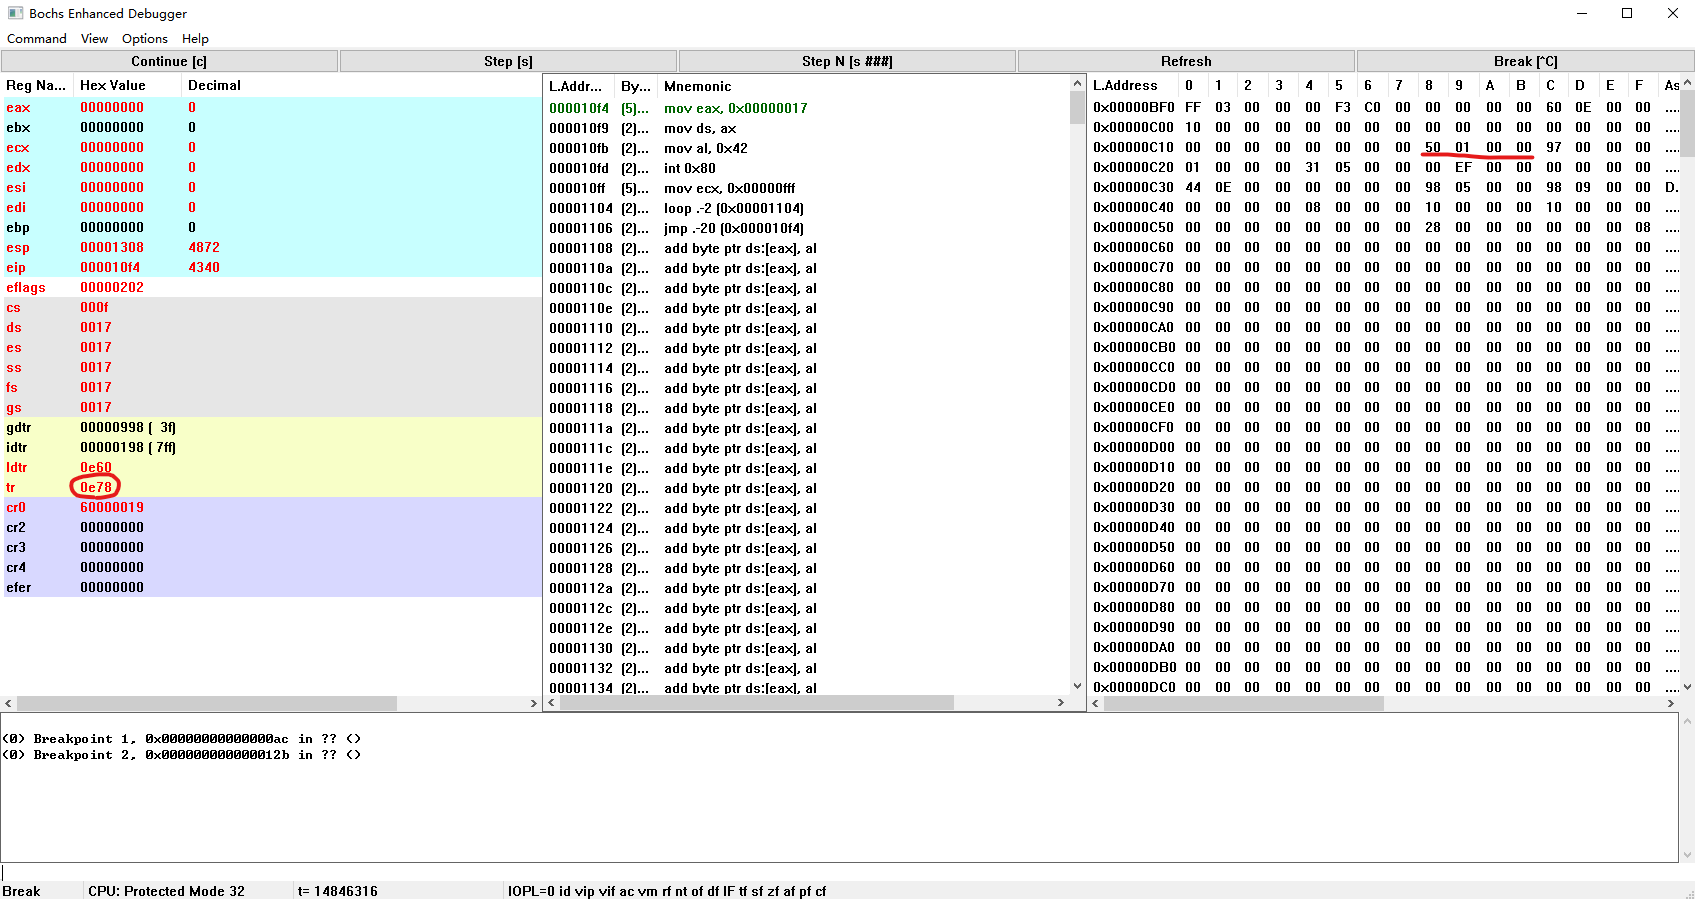 Bochs Enhanced Debugger
Command View Options Help
Continue [c] Step [s] Step N [s ###] Refresh Break [^C]
Reg Na... Hex Value Decimal
eax 00000000 0
ebx 00000000 0
ecx 00000000 0
edx 00000000 0
esi 00000000 0
edi 00000000 0
ebp 00000000 0
esp 00001308 4872
eip 000010f4 4340
eflags 00000202
cs 000f
ds 0017
es 0017
ss 0017
fs 0017
gs 0017
gdtr 00000998 ( 3f)
idtr 00000198 ( 7ff)
ldtr 0e60
tr 0e78
cr0 60000019
cr2 00000000
cr3 00000000
cr4 00000000
efer 00000000
L.Addr... By... Mnemonic
000010f4 (5)... mov eax, 0x00000017
000010f9 (2)... mov ds, ax
000010fb (2)... mov al, 0x42
000010fd (2)... int 0x80
000010ff (5)... mov ecx, 0x00000fff
00001104 (2)... loop .-2 (0x00001104)
00001106 (2)... jmp .-20 (0x000010f4)
00001108 (2)... add byte ptr ds:[eax], al
0000110a (2)... add byte ptr ds:[eax], al
0000110c (2)... add byte ptr ds:[eax], al
0000110e (2)... add byte ptr ds:[eax], al
00001110 (2)... add byte ptr ds:[eax], al
00001112 (2)... add byte ptr ds:[eax], al
00001114 (2)... add byte ptr ds:[eax], al
00001116 (2)... add byte ptr ds:[eax], al
00001118 (2)... add byte ptr ds:[eax], al
0000111a (2)... add byte ptr ds:[eax], al
0000111c (2)... add byte ptr ds:[eax], al
0000111e (2)... add byte ptr ds:[eax], al
00001120 (2)... add byte ptr ds:[eax], al
00001122 (2)... add byte ptr ds:[eax], al
00001124 (2)... add byte ptr ds:[eax], al
00001126 (2)... add byte ptr ds:[eax], al
00001128 (2)... add byte ptr ds:[eax], al
0000112a (2)... add byte ptr ds:[eax], al
0000112c (2)... add byte ptr ds:[eax], al
0000112e (2)... add byte ptr ds:[eax], al
00001130 (2)... add byte ptr ds:[eax], al
00001132 (2)... add byte ptr ds:[eax], al
00001134 (2)... add byte ptr ds:[eax], al
L.Address 0 1 2 3 4 5 6 7 8 9 A B C D E F As
0x00000BF0 FF 03 00 00 00 F3 C0 00 00 00 00 00 60 0E 00 00 ....
0x00000C00 10 00 00 00 00 00 00 00 00 00 00 00 00 00 00 00 ....
0x00000C10 00 00 00 00 00 00 00 00 50 01 00 00 97 00 00 00 ....
0x00000C20 01 00 00 00 31 05 00 00 00 EF 00 00 00 00 00 00 ....
0x00000C30 44 0E 00 00 00 00 00 00 98 05 00 00 98 09 00 00 D.
0x00000C40 00 00 00 00 08 00 00 00 10 00 00 00 10 00 00 00 ....
0x00000C50 00 00 00 00 00 00 00 00 28 00 00 00 00 00 00 08 ....
0x00000C60 00 00 00 00 00 00 00 00 00 00 00 00 00 00 00 00 ....
0x00000C70 00 00 00 00 00 00 00 00 00 00 00 00 00 00 00 00 ....
0x00000C80 00 00 00 00 00 00 00 00 00 00 00 00 00 00 00 00 ....
0x00000C90 00 00 00 00 00 00 00 00 00 00 00 00 00 00 00 00 ....
0x00000CA0 00 00 00 00 00 00 00 00 00 00 00 00 00 00 00 00 ....
0x00000CB0 00 00 00 00 00 00 00 00 00 00 00 00 00 00 00 00 ....
0x00000CC0 00 00 00 00 00 00 00 00 00 00 00 00 00 00 00 00 ....
0x00000CD0 00 00 00 00 00 00 00 00 00 00 00 00 00 00 00 00 ....
0x00000CE0 00 00 00 00 00 00 00 00 00 00 00 00 00 00 00 00 ....
0x00000CF0 00 00 00 00 00 00 00 00 00 00 00 00 00 00 00 00 ....
0x00000D00 00 00 00 00 00 00 00 00 00 00 00 00 00 00 00 00 ....
0x00000D10 00 00 00 00 00 00 00 00 00 00 00 00 00 00 00 00 ....
0x00000D20 00 00 00 00 00 00 00 00 00 00 00 00 00 00 00 00 ....
0x00000D30 00 00 00 00 00 00 00 00 00 00 00 00 00 00 00 00 ....
0x00000D40 00 00 00 00 00 00 00 00 00 00 00 00 00 00 00 00 ....
0x00000D50 00 00 00 00 00 00 00 00 00 00 00 00 00 00 00 00 ....
0x00000D60 00 00 00 00 00 00 00 00 00 00 00 00 00 00 00 00 ....
0x00000D70 00 00 00 00 00 00 00 00 00 00 00 00 00 00 00 00 ....
0x00000D80 00 00 00 00 00 00 00 00 00 00 00 00 00 00 00 00 ....
0x00000D90 00 00 00 00 00 00 00 00 00 00 00 00 00 00 00 00 ....
0x00000DA0 00 00 00 00 00 00 00 00 00 00 00 00 00 00 00 00 ....
0x00000DB0 00 00 00 00 00 00 00 00 00 00 00 00 00 00 00 00 ....
0x00000DC0 00 00 00 00 00 00 00 00 00 00 00 00 00 00 00 00 ....
(0) Breakpoint 1, 0x00000000000000ac in ?? ()
(0) Breakpoint 2, 0x000000000000012b in ?? ()
Break CPU: Protected Mode 32 t= 14846316 IOPL=0 id vip vif ac vm rf nt of df IF tf sf zf af pf cf